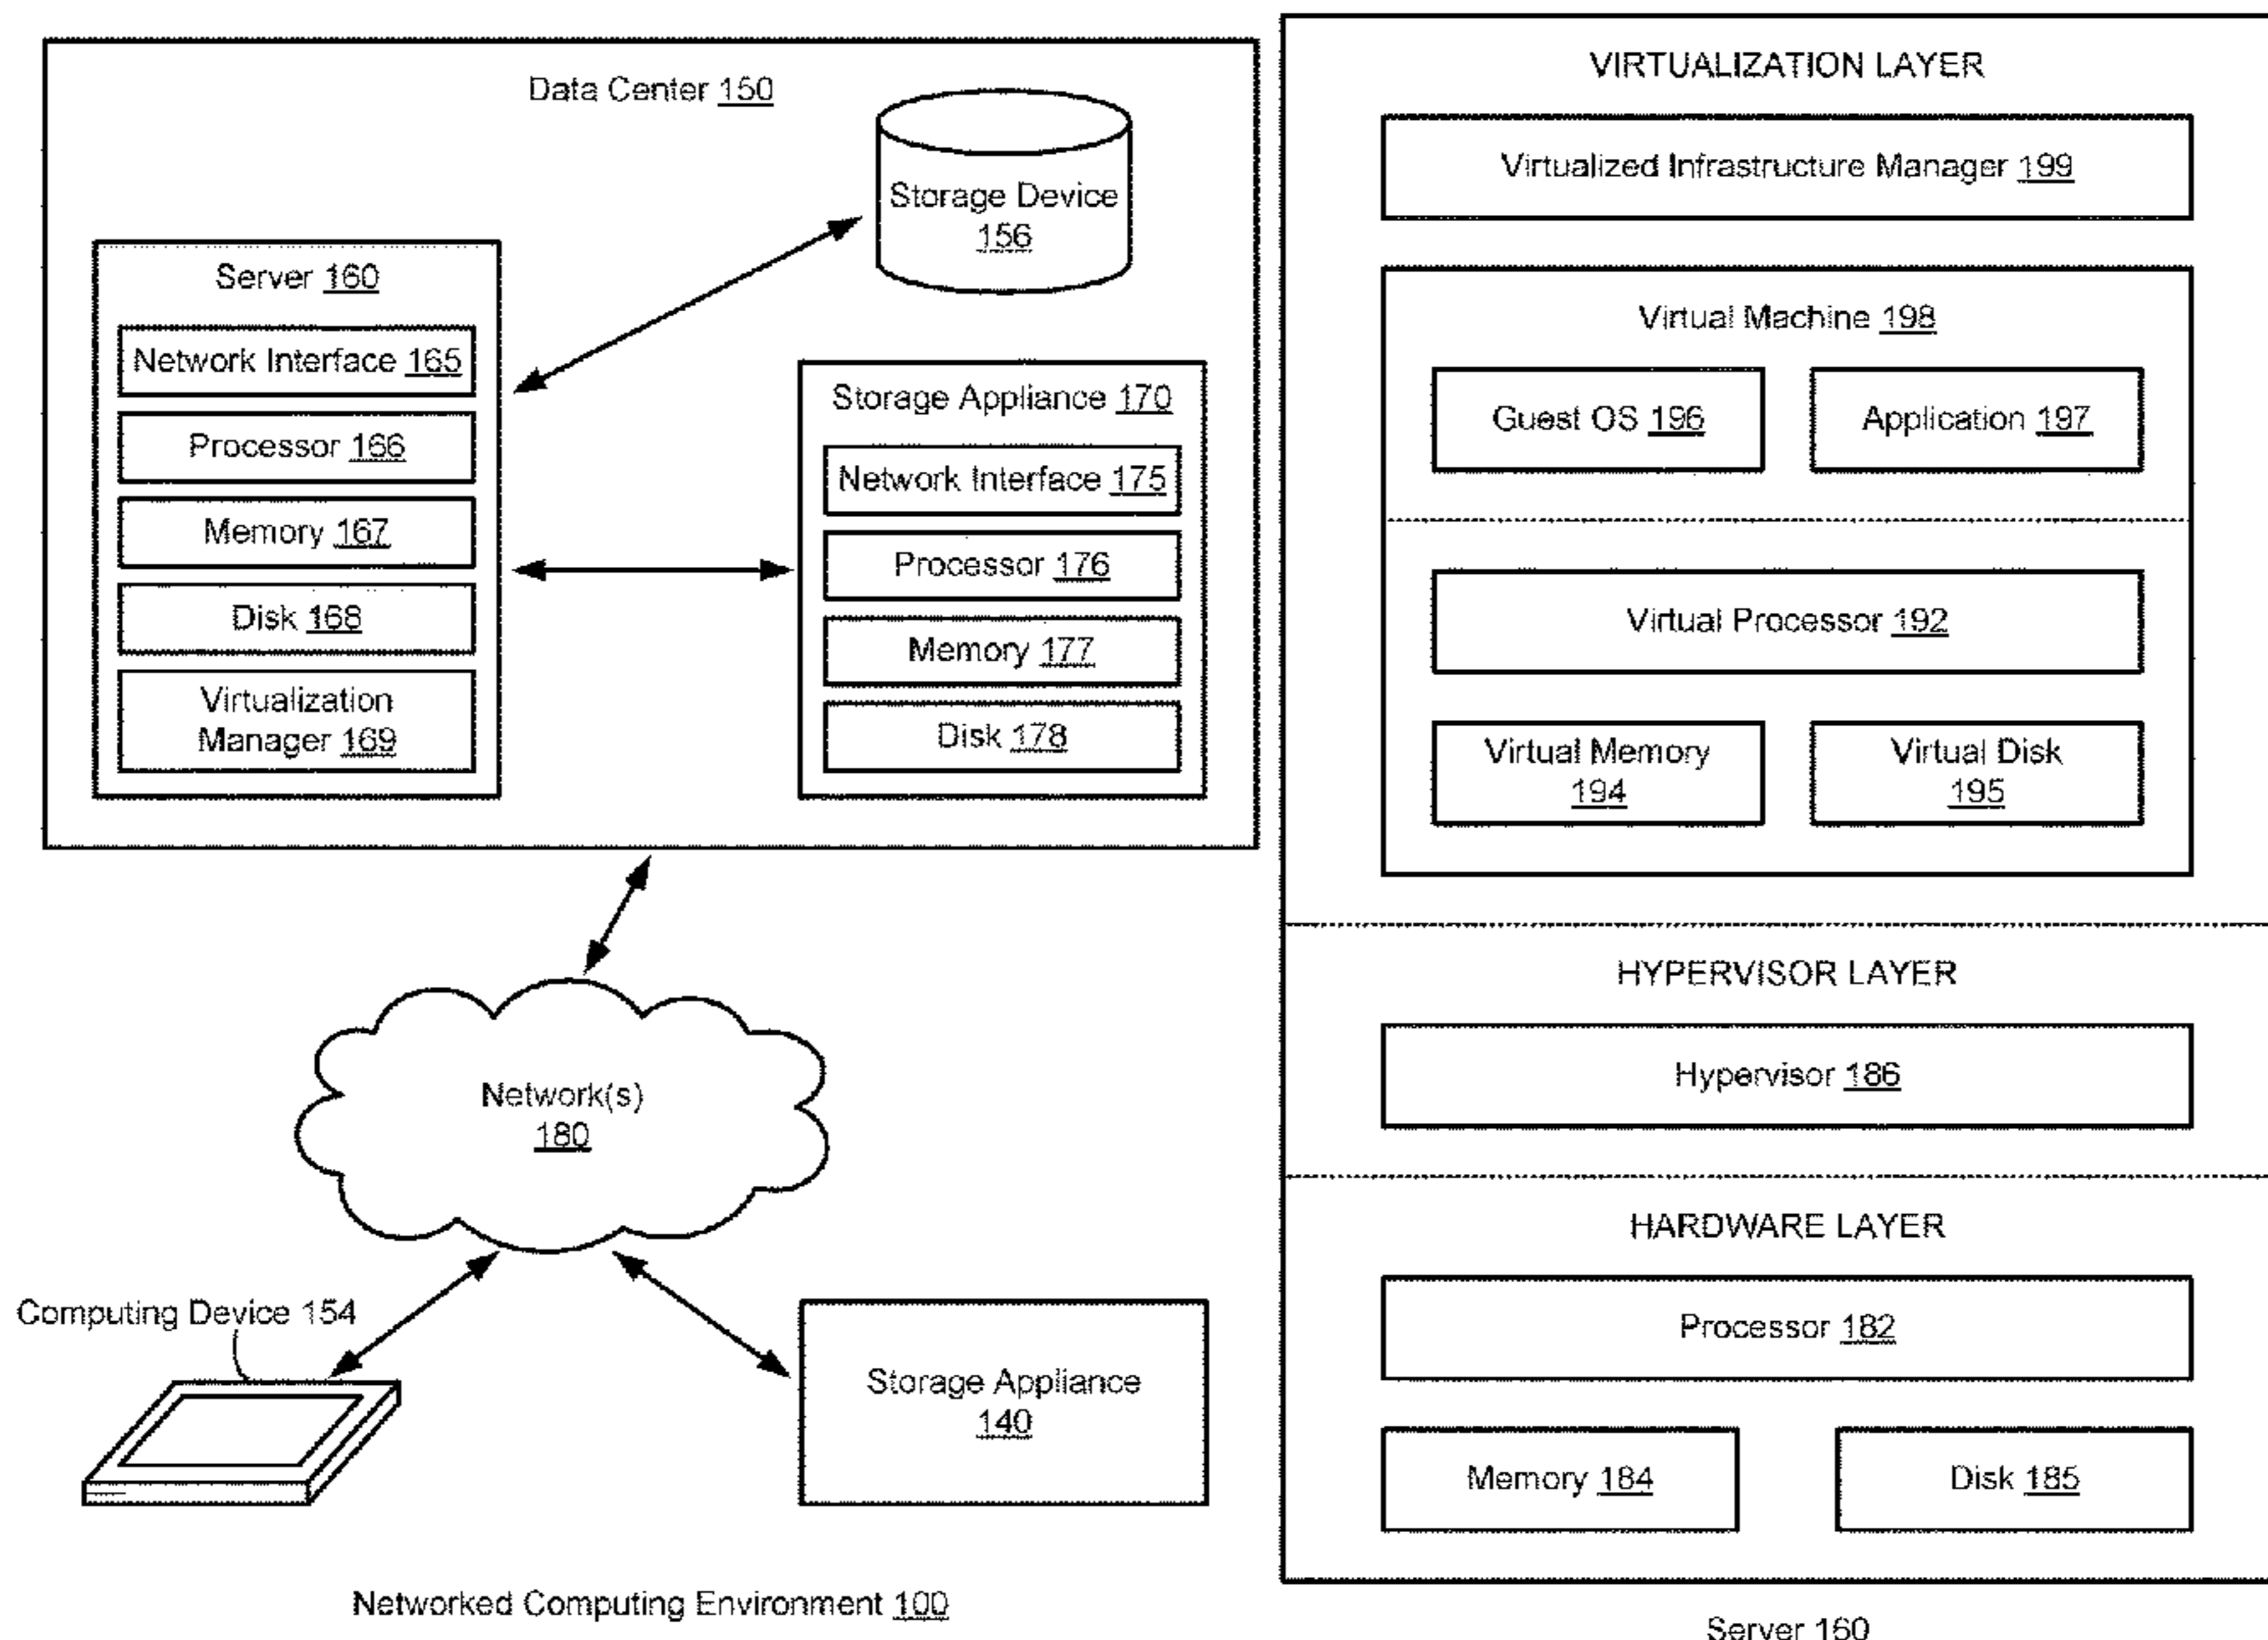 Data Center 150
Storage Device
156
Server 160
Network Interface 165
Processor 166
Memory 167
Disk 168
Virtualization
Manager 169
Storage Appliance 170
Network Interface 175
Processor 176
Memory 177
Disk 178
Network(s)
180
Computing Device 154
Storage Appliance
140
Networked Computing Environment 100
VIRTUALIZATION LAYER
Virtualized Infrastructure Manager 199
Virtual Machine 198
Guest OS 196
Application 197
Virtual Processor 192
Virtual Memory
194
Virtual Disk
195
HYPERVISOR LAYER
Hypervisor 186
HARDWARE LAYER
Processor 182
Memory 184
Disk 185
Server 160